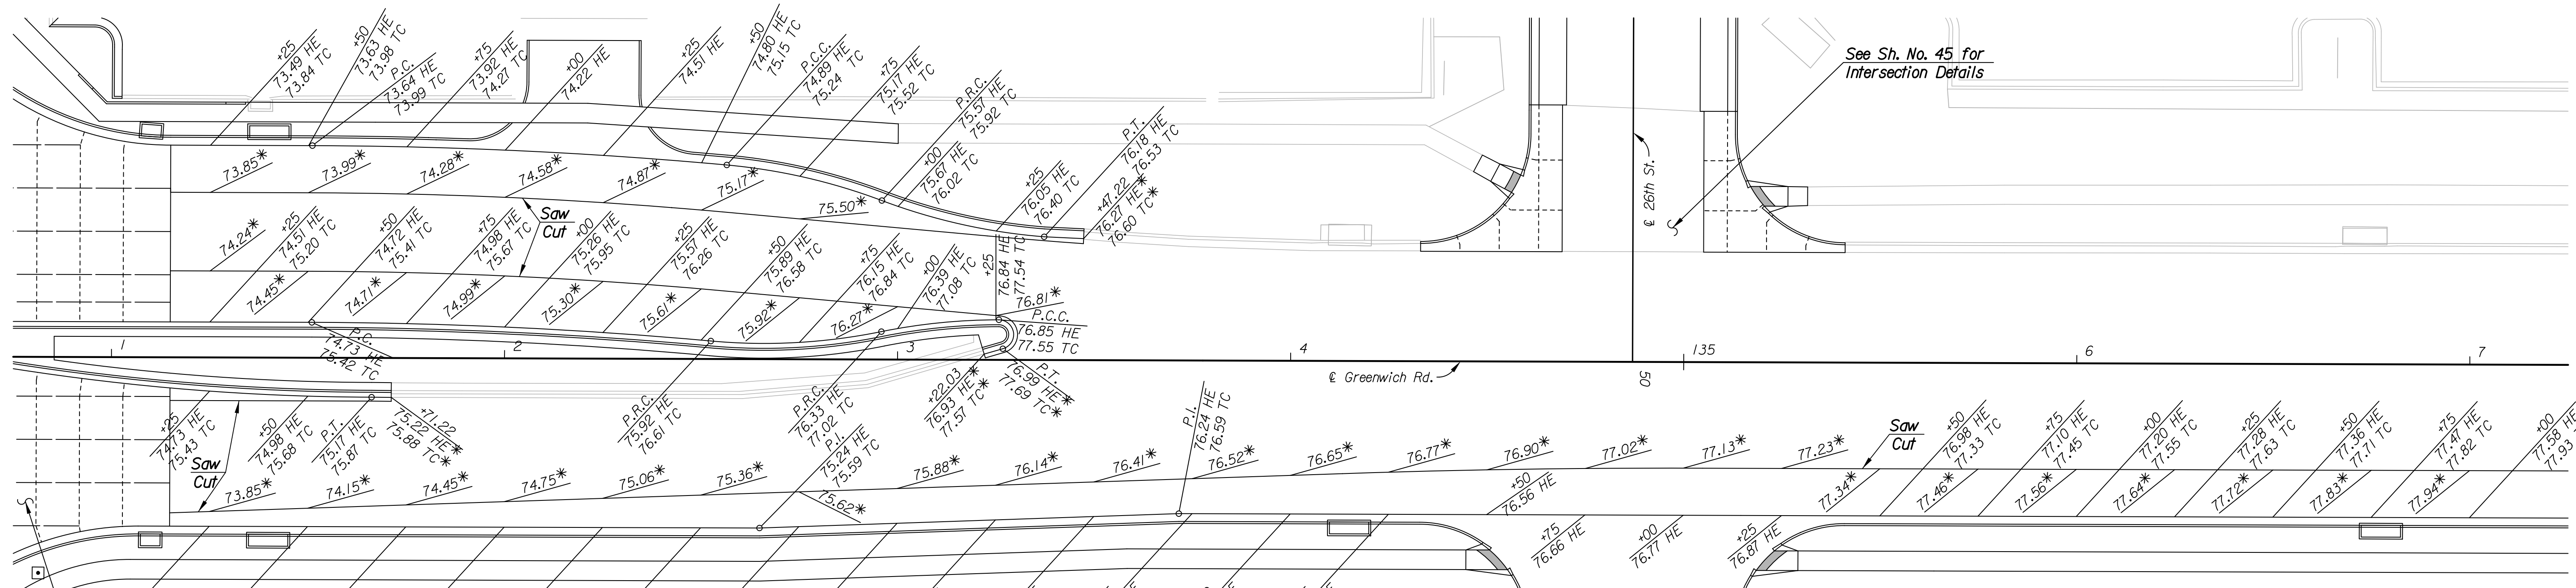 +25
73.49 HE
73.84 TC
+50
73.63 HE
73.98 TC
P.C.
73.64 HE
73.99 TC
+75
73.92 HE
74.27 TC
+00
74.22 HE
+25
74.51 HE
+50
74.80 HE
75.15 TC
P.C.C.
74.89 HE
75.24 TC
+75
75.17 HE
75.52 TC
P.R.C.
75.57 HE
75.92 TC
+00
75.67 HE
76.02 TC
+25
76.05 HE
76.40 TC
P.T.
76.18 HE
76.53 TC
+47.22
76.27 HE*
76.60 TC*
See Sh. No. 45 for
Intersection Details
℄ 26th St.
73.85*
73.99*
74.28*
74.58*
74.87*
75.17*
75.50*
Saw
Cut
74.24*
+25
74.51 HE
75.20 TC
+50
74.72 HE
75.41 TC
+75
74.98 HE
75.67 TC
+00
75.26 HE
75.95 TC
+25
75.57 HE
76.26 TC
+50
75.89 HE
76.58 TC
+75
76.15 HE
76.84 TC
+00
76.39 HE
77.08 TC
+25
76.84 HE
77.54 TC
74.45*
74.71*
74.99*
75.30*
75.61*
75.92*
76.27*
76.81*
P.C.C.
76.85 HE
77.55 TC
P.C.
74.73 HE
75.42 TC
1
2
3
4
135
6
7
50
℄ Greenwich Rd.
P.T.
76.99 HE*
77.69 TC*
+22.03
76.93 HE*
77.57 TC*
P.R.C.
75.92 HE
76.61 TC
P.R.C.
76.33 HE
77.02 TC
P.I.
75.24 HE
75.59 TC
P.I.
76.24 HE
76.59 TC
+25
74.73 HE
75.43 TC
+50
74.98 HE
75.68 TC
P.T.
75.17 HE
75.87 TC
+71.22
75.22 HE*
75.88 TC*
Saw
Cut
73.85*
74.15*
74.45*
74.75*
75.06*
75.36*
75.62*
75.88*
76.14*
76.41*
76.52*
76.65*
76.77*
76.90*
77.02*
77.13*
77.23*
77.34*
77.46*
77.56*
77.64*
77.72*
77.83*
77.94*
Saw
Cut
+50
76.98 HE
77.33 TC
+75
77.10 HE
77.45 TC
+00
77.20 HE
77.55 TC
+25
77.28 HE
77.63 TC
+50
77.36 HE
77.71 TC
+75
77.47 HE
77.82 TC
+00
77.58 HE
77.93
+50
76.56 HE
+75
76.66 HE
+00
76.77 HE
+25
76.87 HE